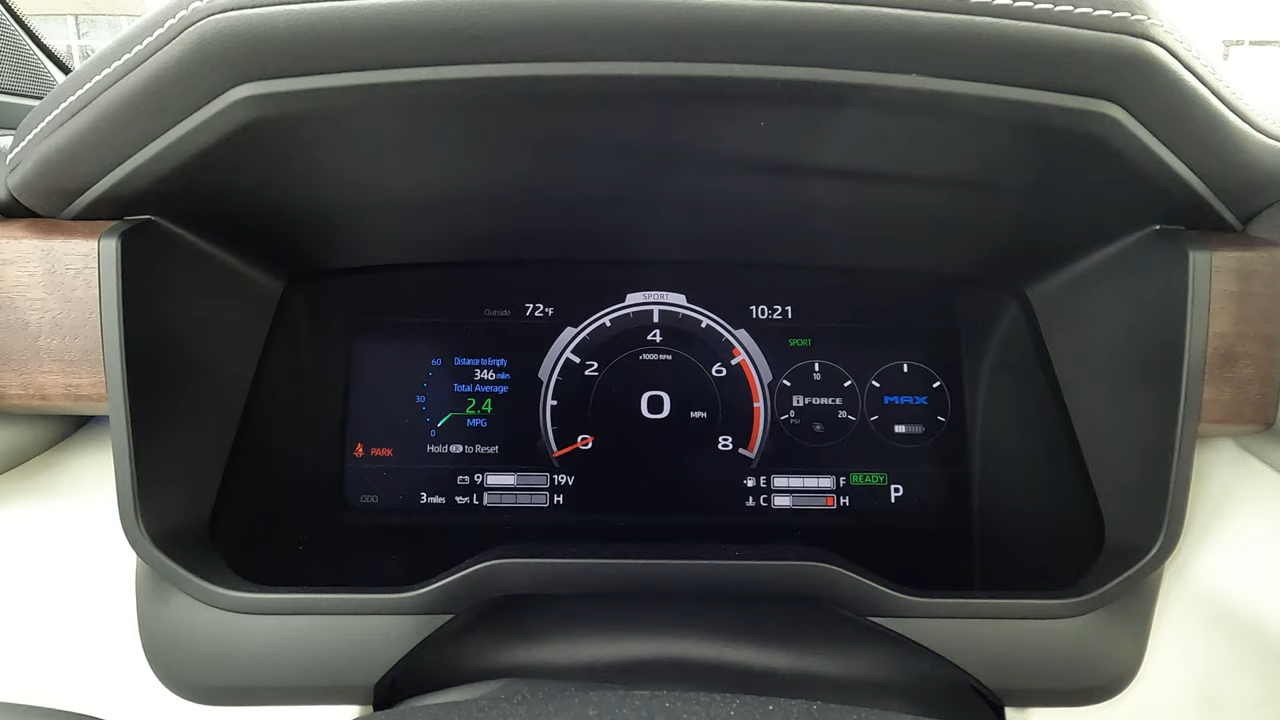 SPORT
Outside 72°F
10:21
4
x1000 RPM
2
6
0
8
0 MPH
60
30
0
Distance to Empty
346 miles
Total Average
2.4
MPG
Hold OK to Reset
PARK
SPORT
10
iFORCE
0
20
PSI
MAX
9 19V
ODO 3 miles
L H
E F
READY
C H
P